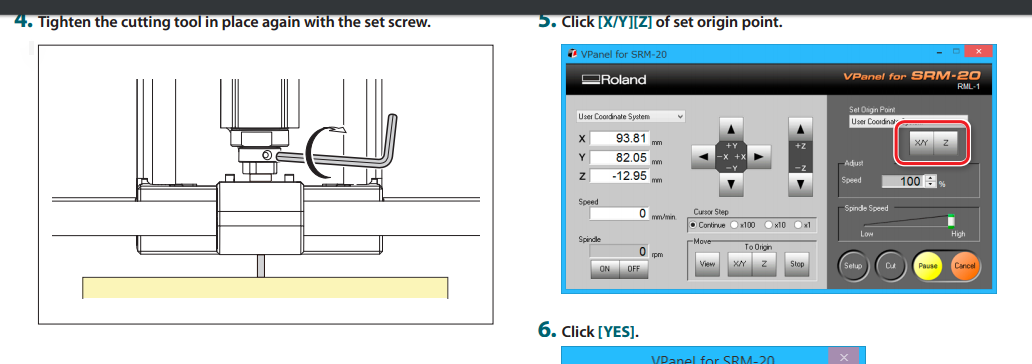 4. Tighten the cutting tool in place again with the set screw.
5. Click [X/Y][Z] of set origin point.
VPanel for SRM-20
Roland
VPanel for SRM-20
RML-1
User Coordinate System
X 93.81 mm
Y 82.05 mm
Z -12.95 mm
Speed
0 mm/min.
Spindle
0 rpm
ON OFF
+Y
-X +X
-Y
+Z
-Z
Cursor Step
Continue x100 x10 x1
Move
To Origin
View X/Y Z Stop
Set Origin Point
User Coordinate
X/Y Z
Adjust
Speed 100 %
Spindle Speed
Low High
Setup Cut Pause Cancel
6. Click [YES].
VPanel for SRM-20